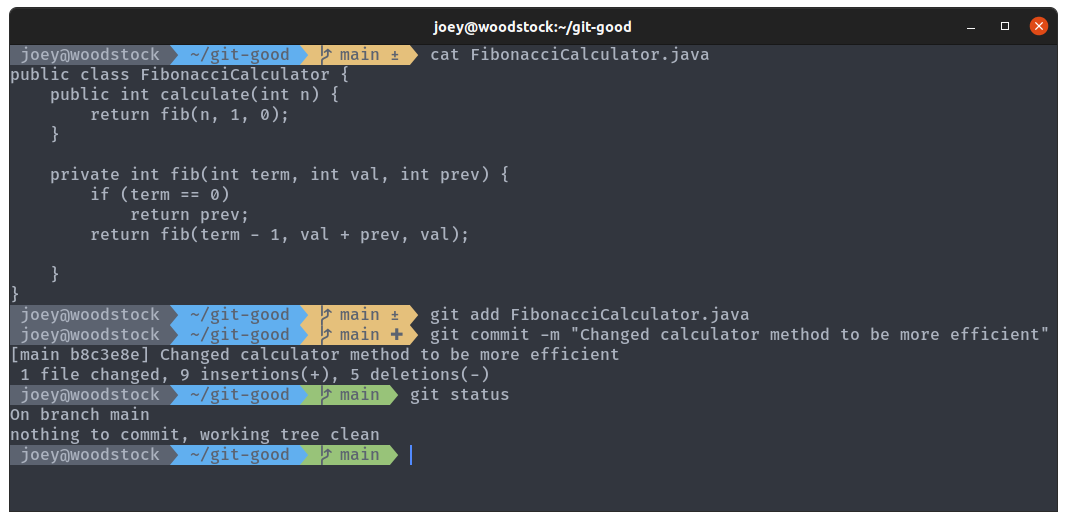 joey@woodstock:~/git-good
joey@woodstock ~/git-good main ± cat FibonacciCalculator.java
public class FibonacciCalculator {
    public int calculate(int n) {
        return fib(n, 1, 0);
    }

    private int fib(int term, int val, int prev) {
        if (term == 0)
            return prev;
        return fib(term - 1, val + prev, val);

    }
}
joey@woodstock ~/git-good main ± git add FibonacciCalculator.java
joey@woodstock ~/git-good main ✚ git commit -m "Changed calculator method to be more efficient"
[main b8c3e8e] Changed calculator method to be more efficient
 1 file changed, 9 insertions(+), 5 deletions(-)
joey@woodstock ~/git-good main git status
On branch main
nothing to commit, working tree clean
joey@woodstock ~/git-good main